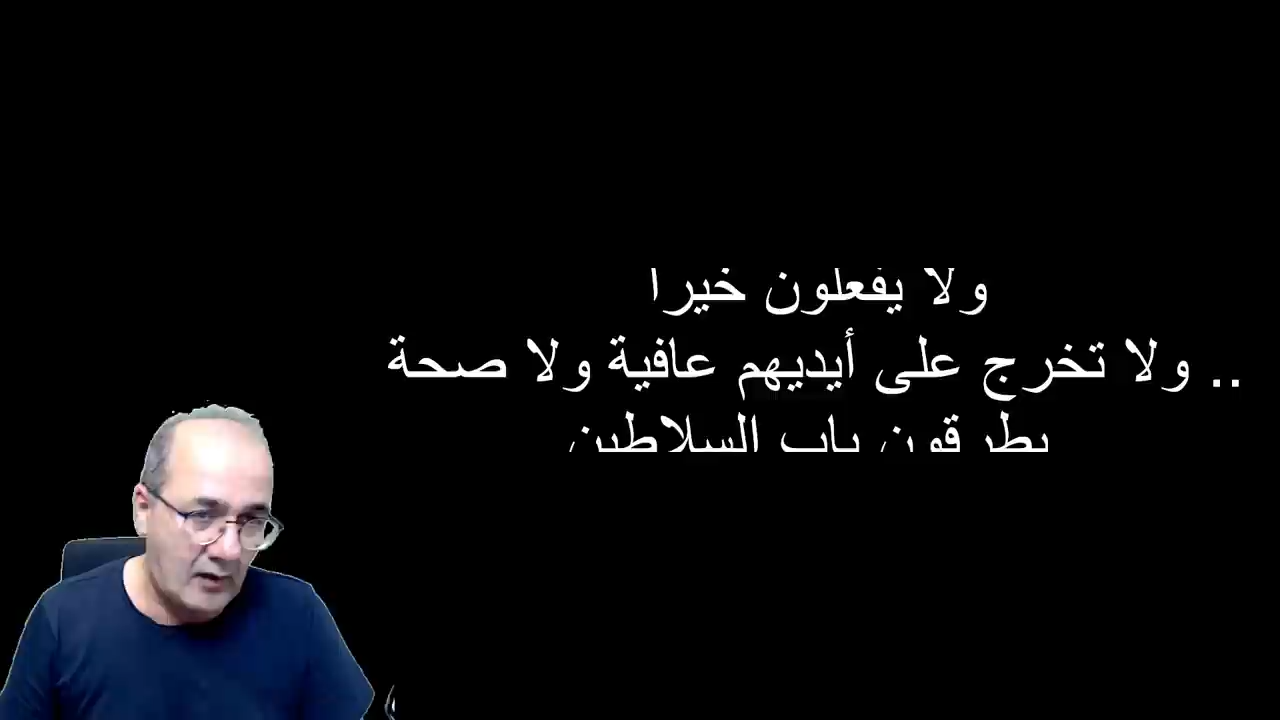 ولا يفعلون خيرا
.. ولا تخرج على أيديهم عافية ولا صحة
يطرقون باب السلاطين